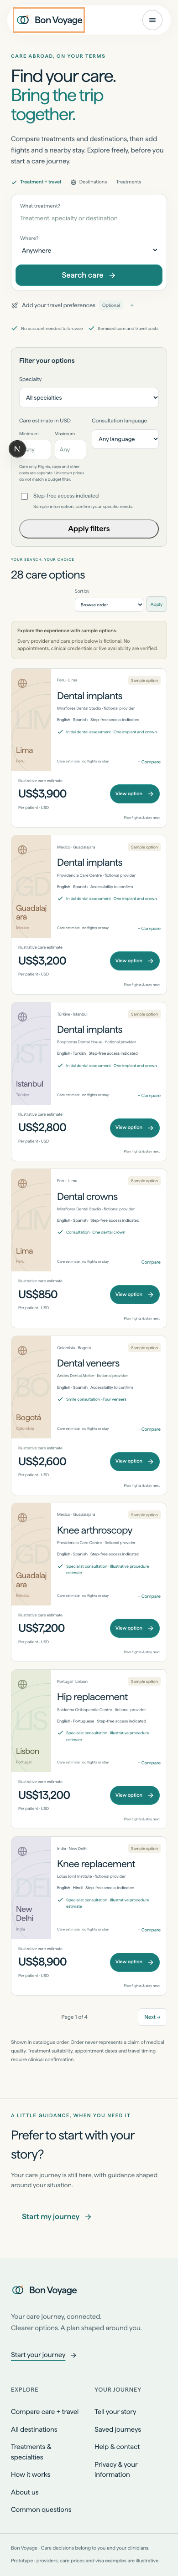 Bon Voyage
CARE ABROAD, ON YOUR TERMS
Find your care.
Bring the trip
together.
Compare treatments and destinations, then add
flights and a nearby stay. Explore freely, before you
start a care journey.
Treatment + travel
Destinations
Treatments
What treatment?
Treatment, specialty or destination
Where?
Anywhere
Search care →
Add your travel preferences
Optional
+
No account needed to browse
Itemised care and travel costs
Filter your options
Specialty
All specialties
Care estimate in USD
Consultation language
Minimum
Maximum
Any
Any language
N
Care only. Flights, stays and other
costs are separate. Unknown prices
do not match a budget filter.
Step-free access indicated
Sample information; confirm your specific needs.
Apply filters
YOUR SEARCH, YOUR CHOICE
28 care options
Sort by
Browse order
Apply
Explore the experience with sample options.
Every provider and care price below is fictional. No
appointments, clinical credentials or live availability are verified.
Peru · Lima
Sample option
Dental implants
Miraflores Dental Studio · fictional provider
English · Spanish · Step-free access indicated
Initial dental assessment · One implant and crown
Lima
Peru
Care estimate · no flights or stay
+ Compare
Illustrative care estimate
US$3,900
Per patient · USD
View option →
Plan flights & stay next
Mexico · Guadalajara
Sample option
Dental implants
Providencia Care Centre · fictional provider
English · Spanish · Accessibility to confirm
Initial dental assessment · One implant and crown
Guadalaj
ara
Mexico
Care estimate · no flights or stay
+ Compare
Illustrative care estimate
US$3,200
Per patient · USD
View option →
Plan flights & stay next
Türkiye · Istanbul
Sample option
Dental implants
Bosphorus Dental House · fictional provider
English · Turkish · Step-free access indicated
Initial dental assessment · One implant and crown
Istanbul
Türkiye
Care estimate · no flights or stay
+ Compare
Illustrative care estimate
US$2,800
Per patient · USD
View option →
Plan flights & stay next
Peru · Lima
Sample option
Dental crowns
Miraflores Dental Studio · fictional provider
English · Spanish · Step-free access indicated
Consultation · One dental crown
Lima
Peru
Care estimate · no flights or stay
+ Compare
Illustrative care estimate
US$850
Per patient · USD
View option →
Plan flights & stay next
Colombia · Bogotá
Sample option
Dental veneers
Andes Dental Atelier · fictional provider
English · Spanish · Accessibility to confirm
Smile consultation · Four veneers
Bogotá
Colombia
Care estimate · no flights or stay
+ Compare
Illustrative care estimate
US$2,600
Per patient · USD
View option →
Plan flights & stay next
Mexico · Guadalajara
Sample option
Knee arthroscopy
Providencia Care Centre · fictional provider
English · Spanish · Step-free access indicated
Specialist consultation · Illustrative procedure
estimate
Guadalaj
ara
Mexico
Care estimate · no flights or stay
+ Compare
Illustrative care estimate
US$7,200
Per patient · USD
View option →
Plan flights & stay next
Portugal · Lisbon
Sample option
Hip replacement
Saldanha Orthopaedic Centre · fictional provider
English · Portuguese · Step-free access indicated
Specialist consultation · Illustrative procedure
estimate
Lisbon
Portugal
Care estimate · no flights or stay
+ Compare
Illustrative care estimate
US$13,200
Per patient · USD
View option →
Plan flights & stay next
India · New Delhi
Sample option
Knee replacement
Lotus Joint Institute · fictional provider
English · Hindi · Step-free access indicated
Specialist consultation · Illustrative procedure
estimate
New
Delhi
India
Care estimate · no flights or stay
+ Compare
Illustrative care estimate
US$8,900
Per patient · USD
View option →
Plan flights & stay next
Page 1 of 4
Next →
Shown in catalogue order. Order never represents a claim of medical
quality. Treatment suitability, appointment dates and travel timing
require clinical confirmation.
A LITTLE GUIDANCE, WHEN YOU NEED IT
Prefer to start with your
story?
Your care journey is still here, with guidance shaped
around your situation.
Start my journey →
Bon Voyage
Your care journey, connected.
Clearer options. A plan shaped around you.
Start your journey →
EXPLORE
YOUR JOURNEY
Compare care + travel
Tell your story
All destinations
Saved journeys
Treatments &
specialties
Help & contact
How it works
Privacy & your
information
About us
Common questions
Bon Voyage · Care decisions belong to you and your clinicians.
Prototype · providers, care prices and visa examples are illustrative.